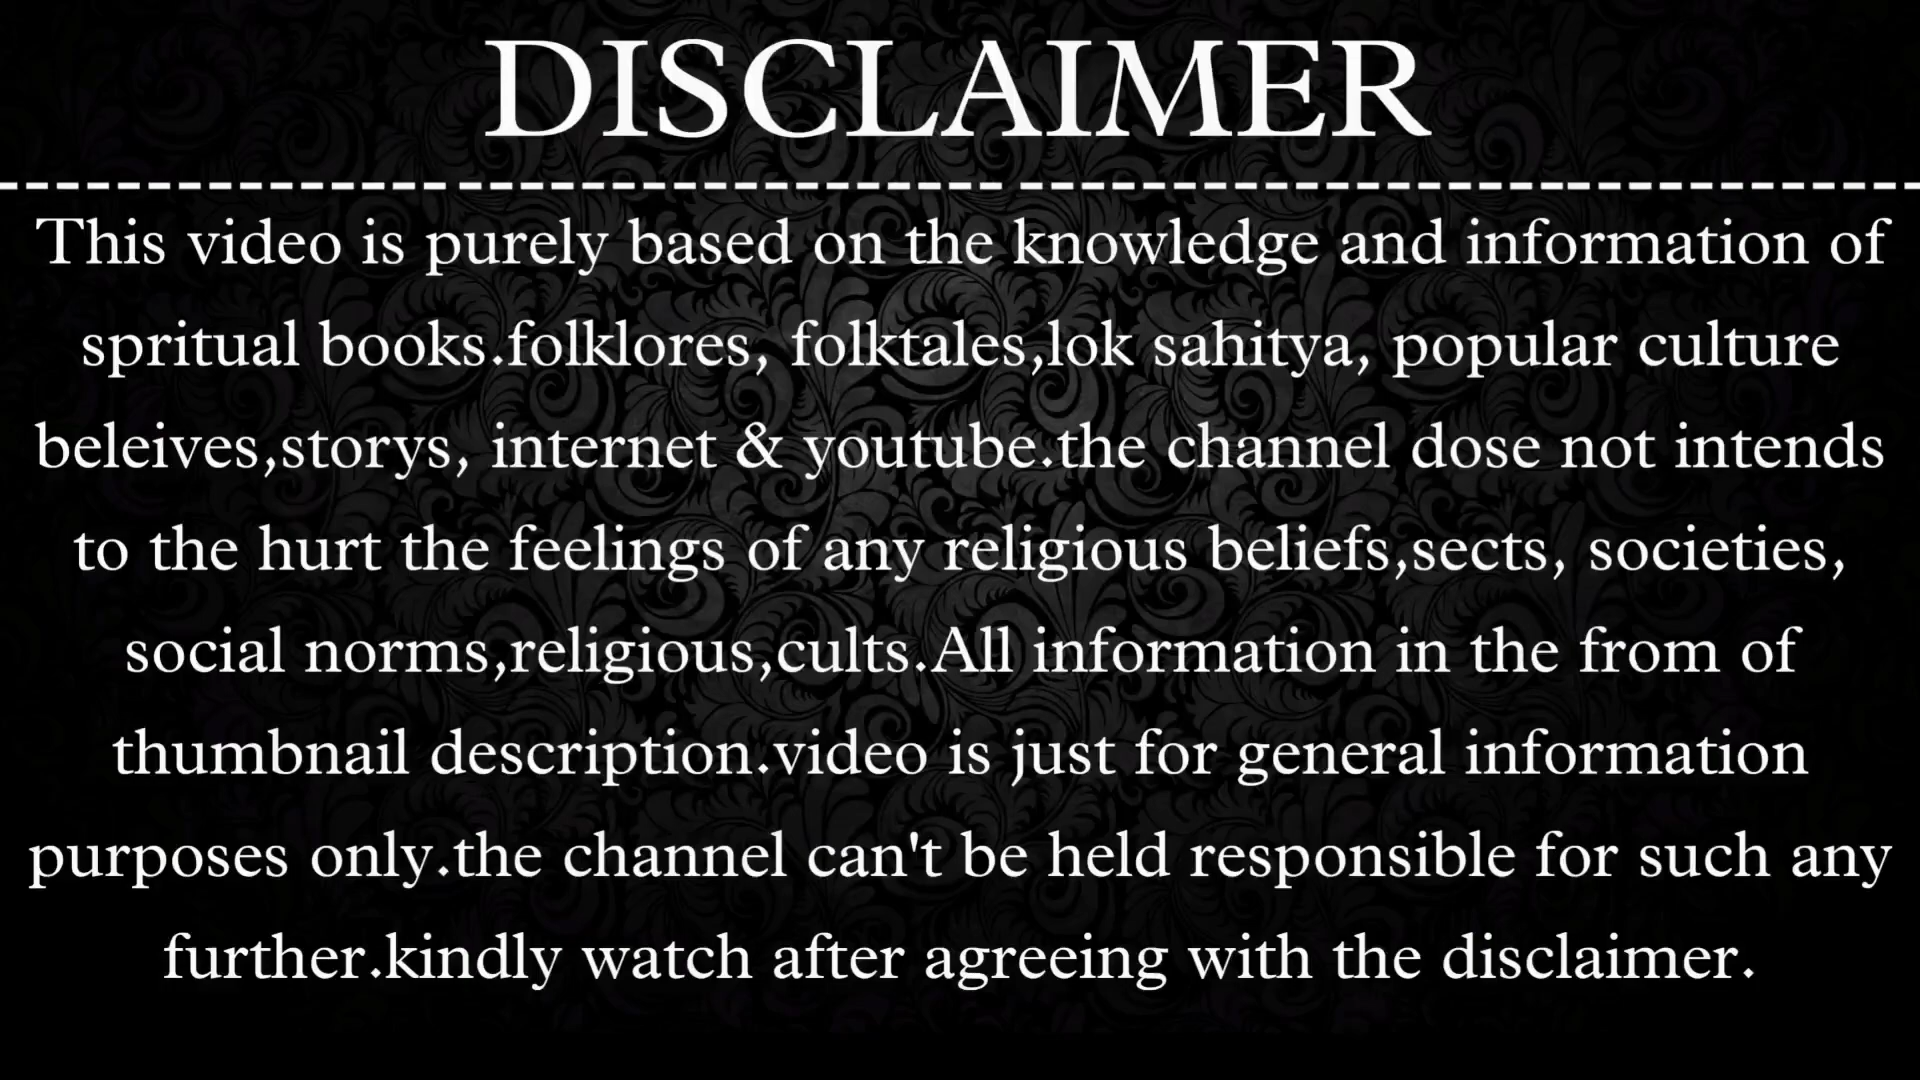 DISCLAIMER
This video is purely based on the knowledge and information of
spritual books.folklores, folktales,lok sahitya, popular culture
beleives,storys, internet & youtube.the channel dose not intends
to the hurt the feelings of any religious beliefs,sects, societies,
social norms,religious,cults.All information in the from of
thumbnail description.video is just for general information
purposes only.the channel can't be held responsible for such any
further.kindly watch after agreeing with the disclaimer.